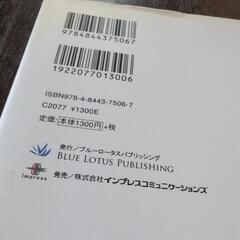 9784844375067
1922077013006
ISBN978-4-8443-7506-7
C2077 ¥1300E
定価：本体1300円+税
発行／ブルーロータスパブリッシング
BLUE LOTUS PUBLISHING
Impress
発売／株式会社インプレスコミュニケーションズ